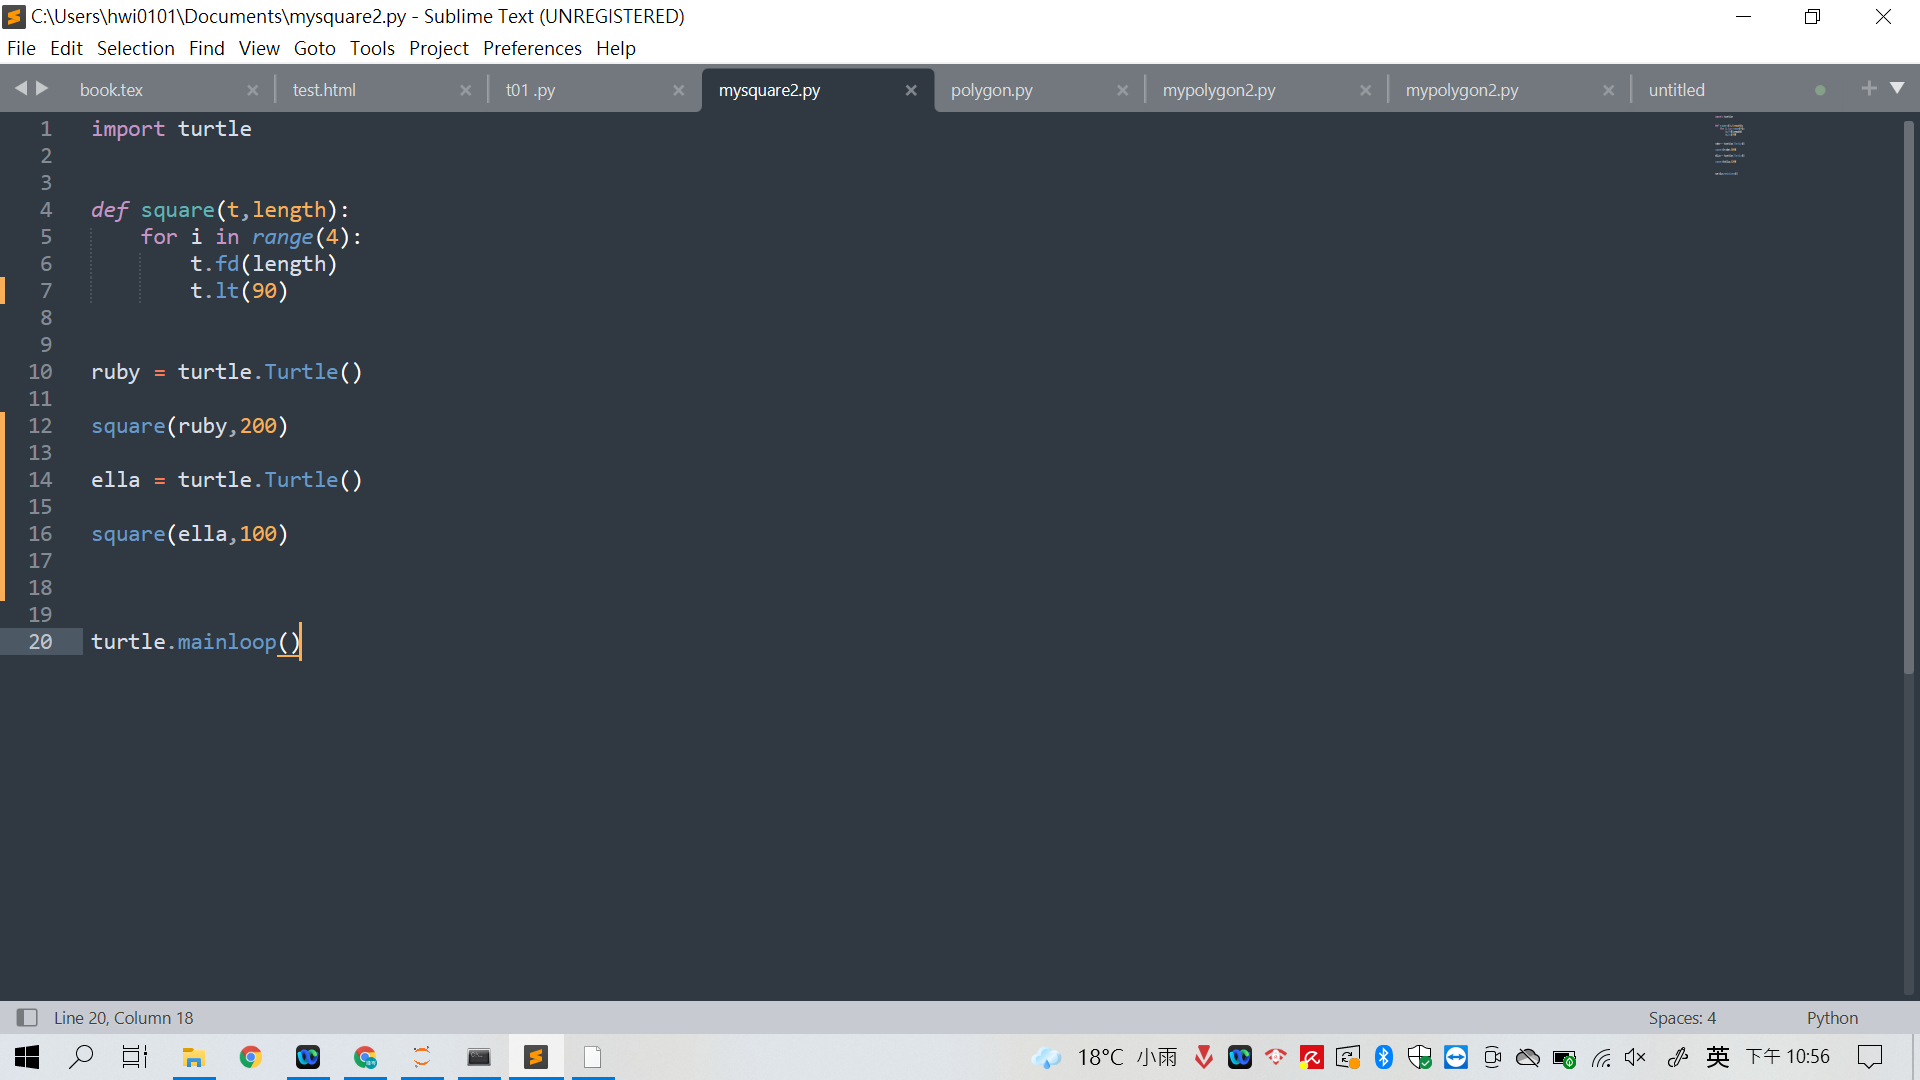 C:\Users\hwi0101\Documents\mysquare2.py - Sublime Text (UNREGISTERED)
File Edit Selection Find View Goto Tools Project Preferences Help
book.tex test.html t01 .py mysquare2.py polygon.py mypolygon2.py mypolygon2.py untitled
1 import turtle
2
3
4 def square(t,length):
5 for i in range(4):
6 t.fd(length)
7 t.lt(90)
8
9
10 ruby = turtle.Turtle()
11
12 square(ruby,200)
13
14 ella = turtle.Turtle()
15
16 square(ella,100)
17
18
19
20 turtle.mainloop()
Line 20, Column 18 Spaces: 4 Python
18°C 小雨 英 下午 10:56